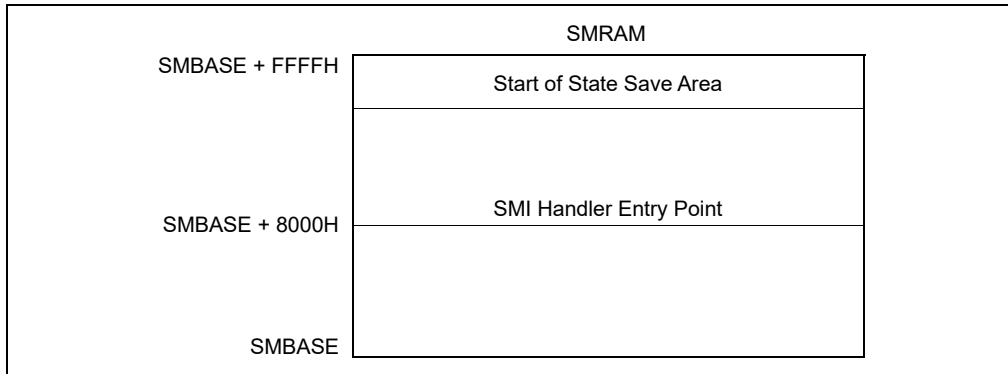 SMRAM
SMBASE + FFFFH
Start of State Save Area
SMI Handler Entry Point
SMBASE + 8000H
SMBASE